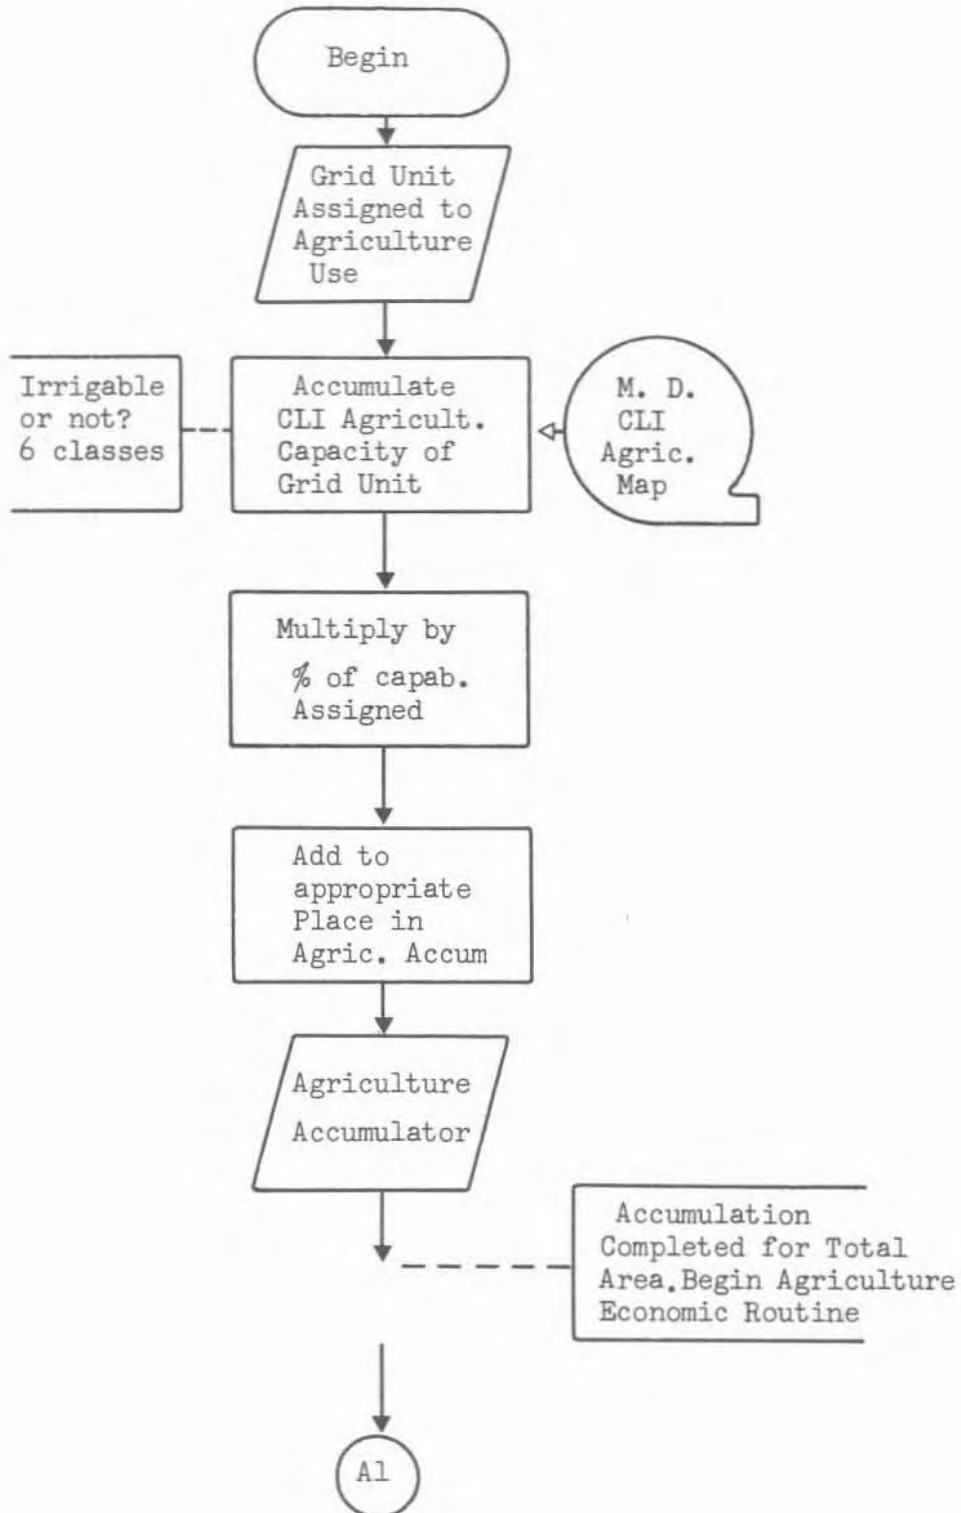 Begin
Grid Unit
Assigned to
Agriculture
Use
Irrigable
or not?
6 classes
Accumulate
CLI Agricult.
Capacity of
Grid Unit
M. D.
CLI
Agric.
Map
Multiply by
% of capab.
Assigned
Add to
appropriate
Place in
Agric. Accum
Agriculture
Accumulator
Accumulation
Completed for Total
Area.Begin Agriculture
Economic Routine
A1